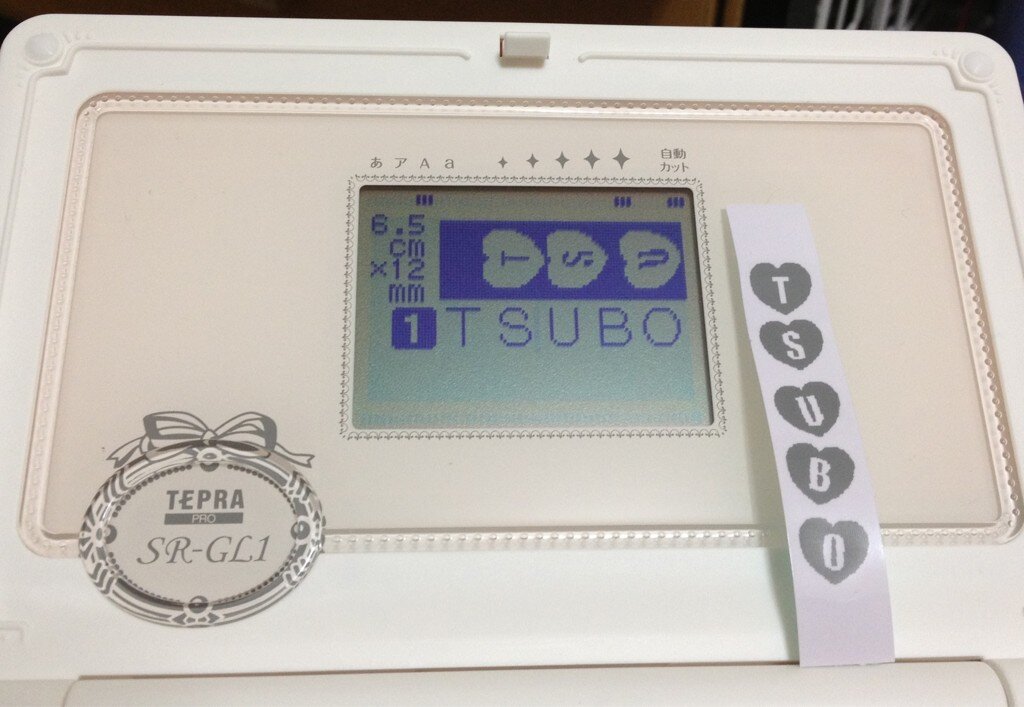 あ ア A a
自動
カット
6.5
cm
×12
mm
T S U
1 TSUBO
T
S
U
B
O
TEPRA
PRO
SR-GL1